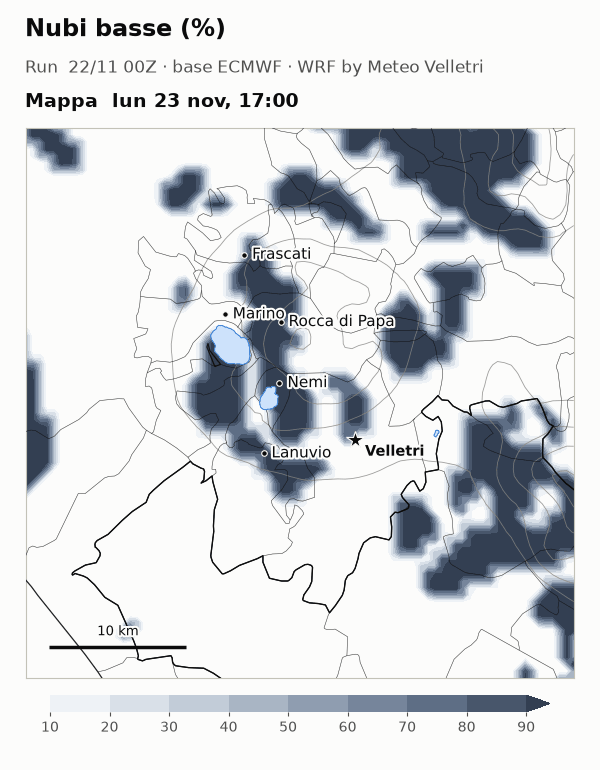 Nubi basse (%)
Run  22/11 00Z · base ECMWF · WRF by Meteo Velletri
Mappa  lun 23 nov, 17:00
Frascati
Marino
Rocca di Papa
Nemi
Velletri
Lanuvio
10 km
10 20 30 40 50 60 70 80 90